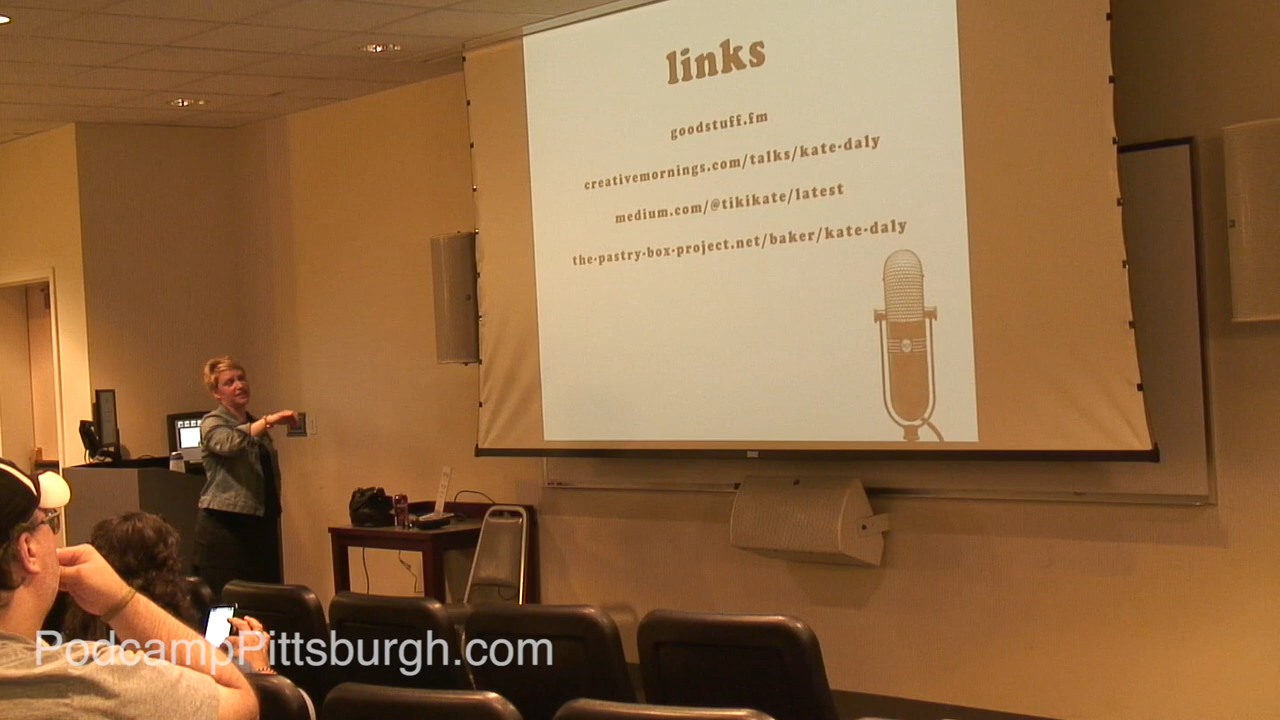 links
goodstuff.fm
creativemornings.com/talks/kate-daly
medium.com/@tikikate/latest
the-pastry-box-project.net/baker/kate-daly
PodcampPittsburgh.com